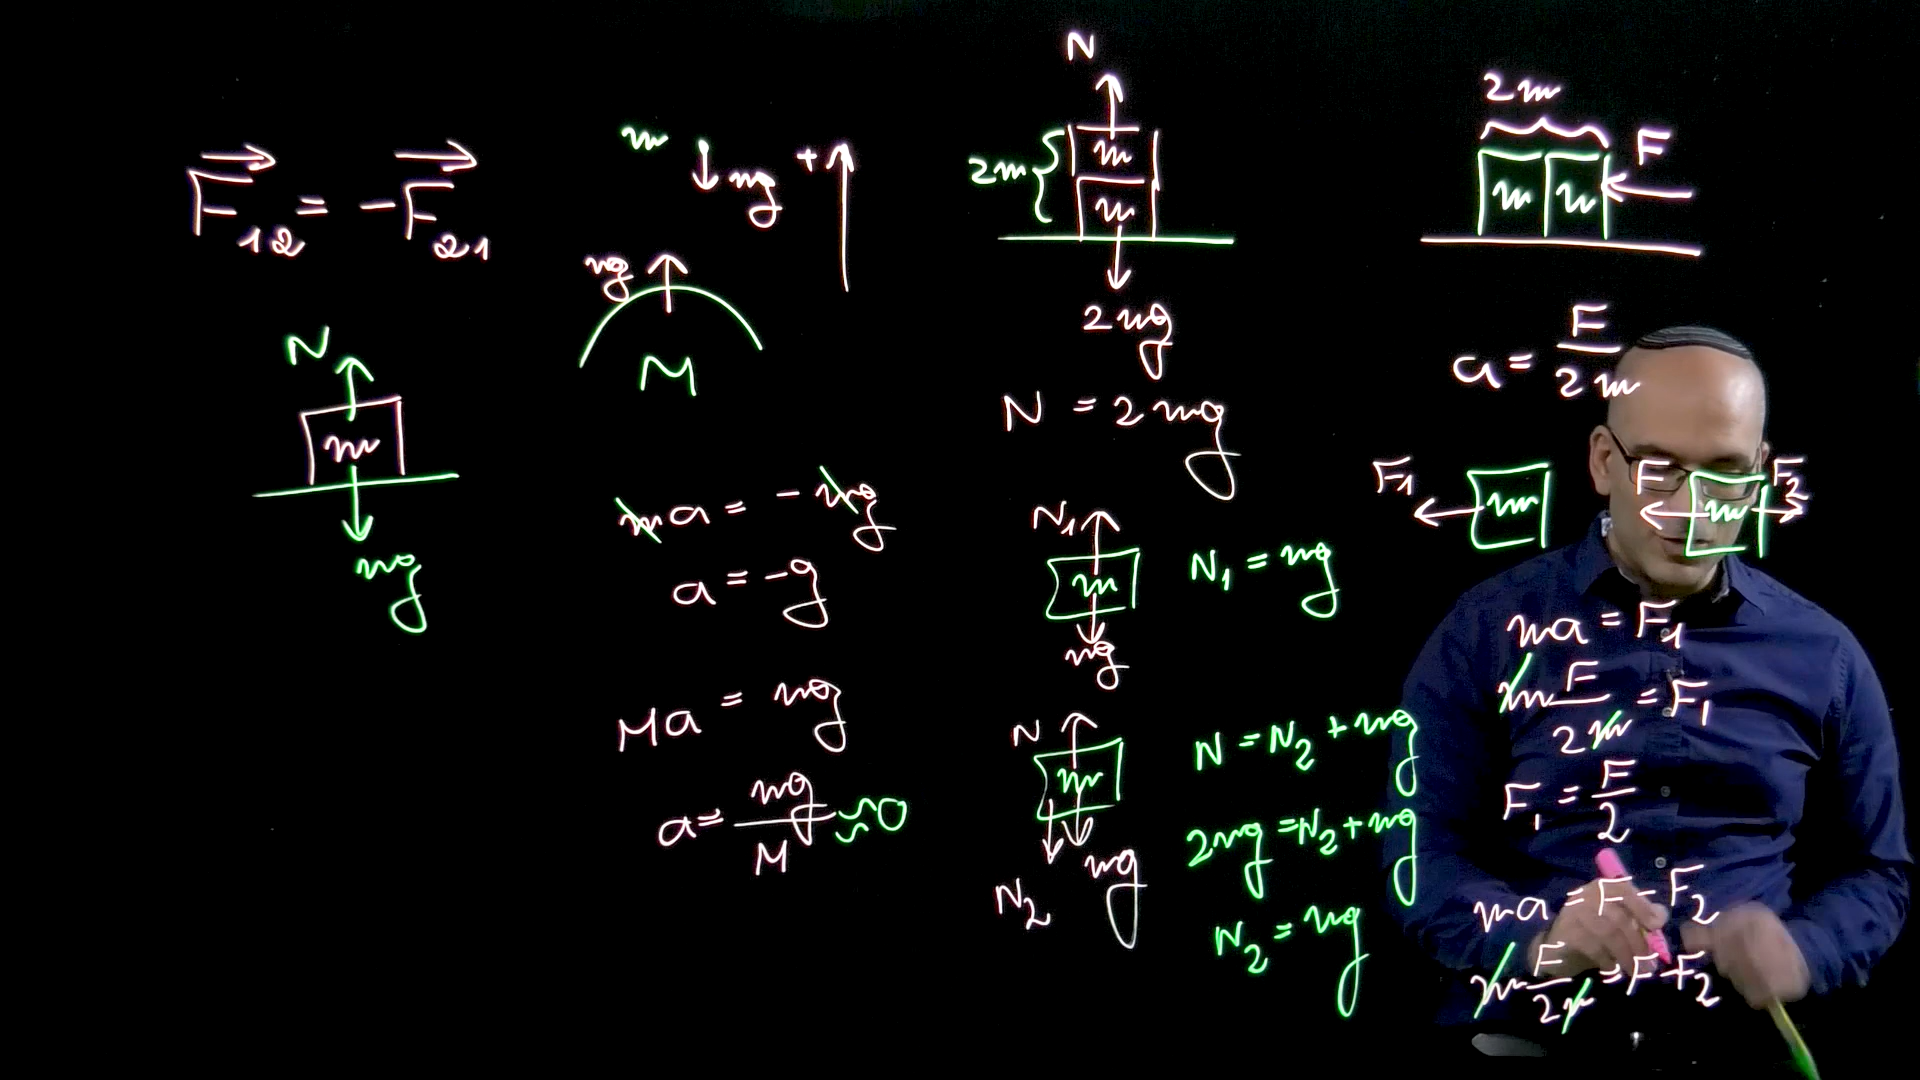 F₁₂ = -F₂₁
N
m
mg
m
mg
+
mg
M
ma = -mg
a = -g
Ma = mg
a = mg/M ≈ 0
N
2m
m
m
2mg
N = 2mg
N₁
m
mg
N₁ = mg
N
m
N₂
mg
N = N₂ + mg
2mg = N₂ + mg
N₂ = mg
2m
m
m
F
a = F/2m
F₁
m
F
m
F₂
ma = F₁
m F/2m = F₁
F₁ = F/2
ma = F - F₂
m F/2m = F - F₂